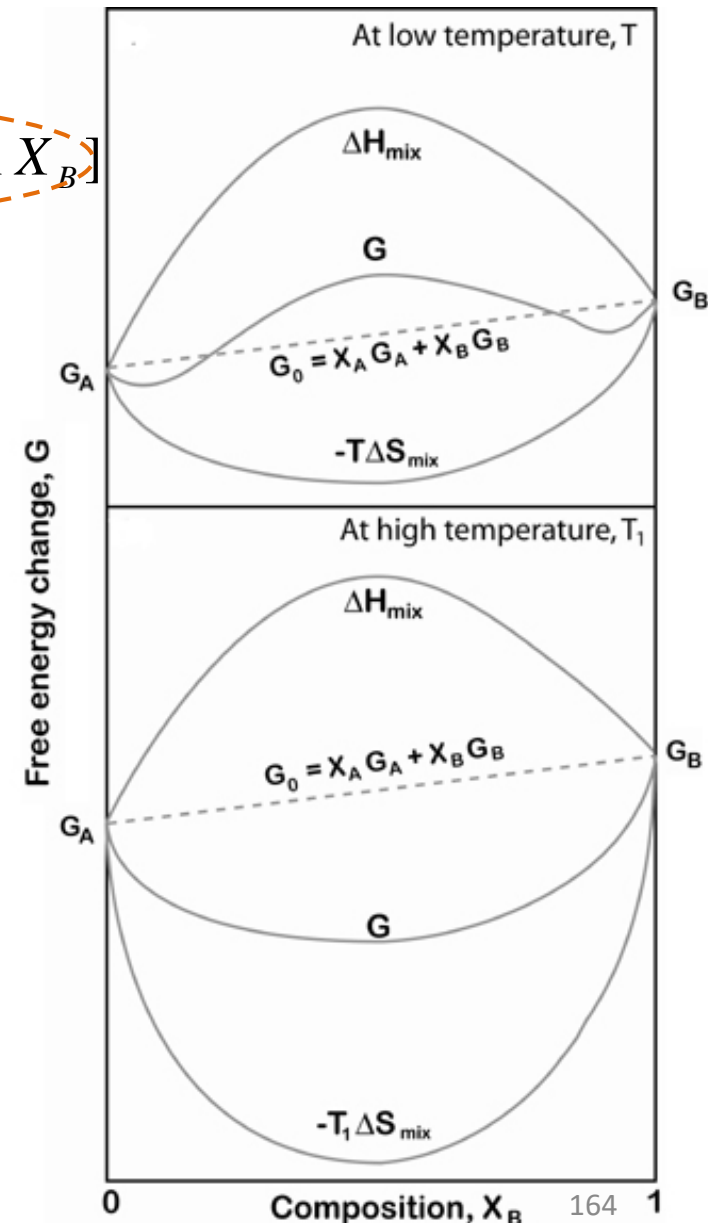 At low temperature, T
X_B]
ΔH_mix
G
G_B
G_0 = X_A G_A + X_B G_B
G_A
-TΔS_mix
Free energy change, G
At high temperature, T_1
ΔH_mix
G_0 = X_A G_A + X_B G_B
G_B
G_A
G
-T_1 ΔS_mix
0
Composition, X_B
164
1